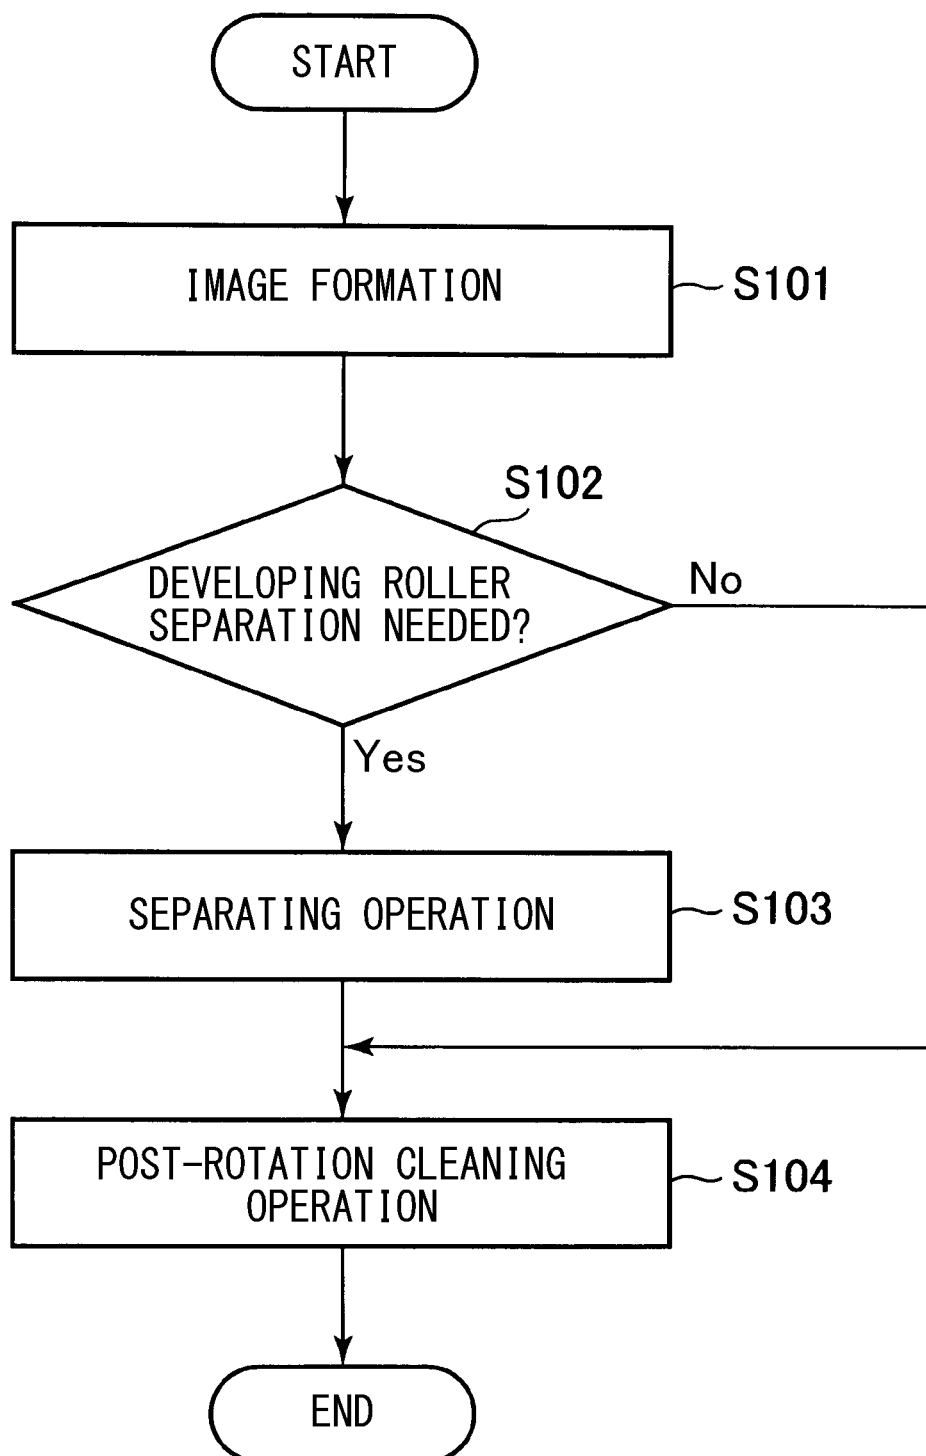 START
IMAGE FORMATION
S101
S102
DEVELOPING ROLLER
SEPARATION NEEDED?
No
Yes
SEPARATING OPERATION
S103
POST-ROTATION CLEANING
OPERATION
S104
END